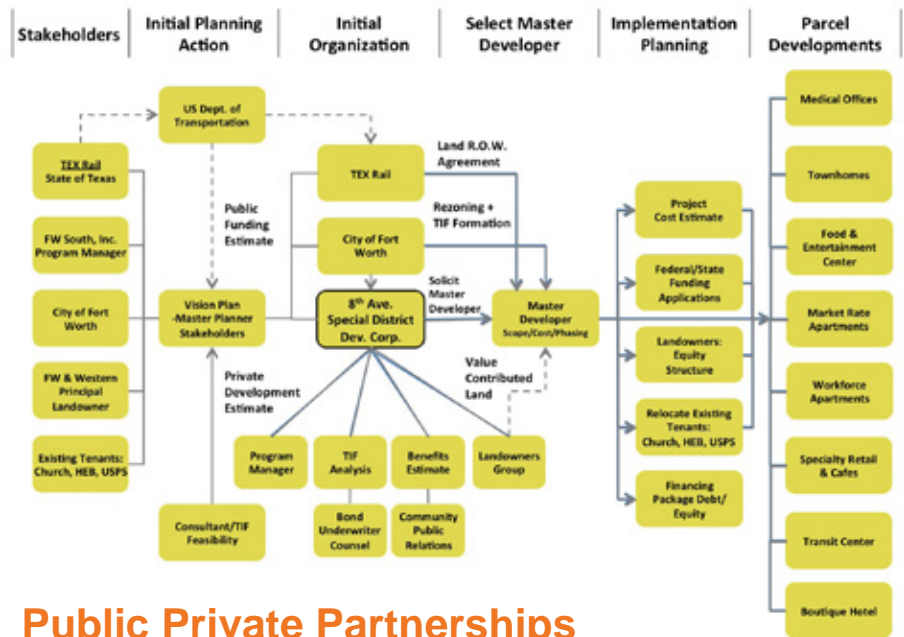 Stakeholders
Initial Planning
Action
Initial
Organization
Select Master
Developer
Implementation
Planning
Parcel
Developments
US Dept. of
Transportation
TEX Rail
State of Texas
FW South, Inc.
Program Manager
City of Fort
Worth
FW & Western
Principal
Landowner
Existing Tenants:
Church, HEB, USPS
Public
Funding
Estimate
Vision Plan
-Master Planner
Stakeholders
Private
Development
Estimate
Consultant/TIF
Feasibility
TEX Rail
City of Fort
Worth
8th Ave.
Special District
Dev. Corp.
Program
Manager
TIF
Analysis
Benefits
Estimate
Landowners
Group
Bond
Underwriter
Counsel
Community
Public
Relations
Land R.O.W.
Agreement
Rezoning +
TIF Formation
Solicit
Master
Developer
Master
Developer
Scope/Cost/Phasing
Value
Contributed
Land
Project
Cost Estimate
Federal/State
Funding
Applications
Landowners:
Equity
Structure
Relocate Existing
Tenants:
Church, HEB, USPS
Financing
Package Debt/
Equity
Medical Offices
Townhomes
Food &
Entertainment
Center
Market Rate
Apartments
Workforce
Apartments
Specialty Retail
& Cafes
Transit Center
Boutique Hotel
Public Private Partnerships